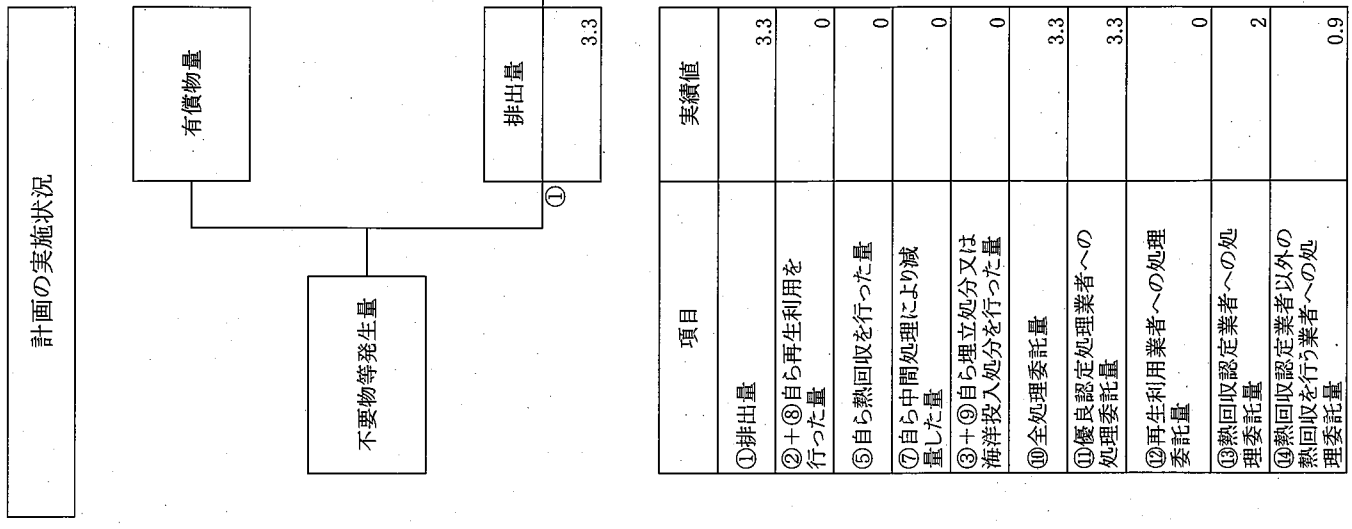 計画の実施状況
不要物等発生量
有償物量
①
排出量
3.3
項目
実績値
①排出量
3.3
②＋⑧自ら再生利用を
行った量
0
⑤自ら熱回収を行った量
0
⑦自ら中間処理により減
量した量
0
③＋⑨自ら埋立処分又は
海洋投入処分を行った量
0
⑩全処理委託量
3.3
⑪優良認定処理業者への
処理委託量
3.3
⑫再生利用業者への処理
委託量
0
⑬熱回収認定業者への処
理委託量
2
⑭熱回収認定業者以外の
熱回収を行う業者への処
理委託量
0.9